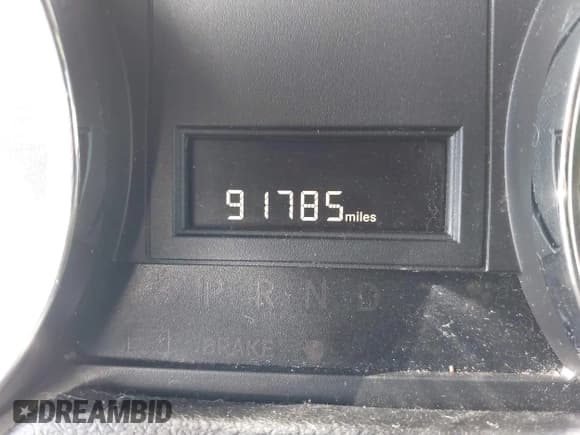 91785 miles
P R N D
BRAKE
DREAMBID